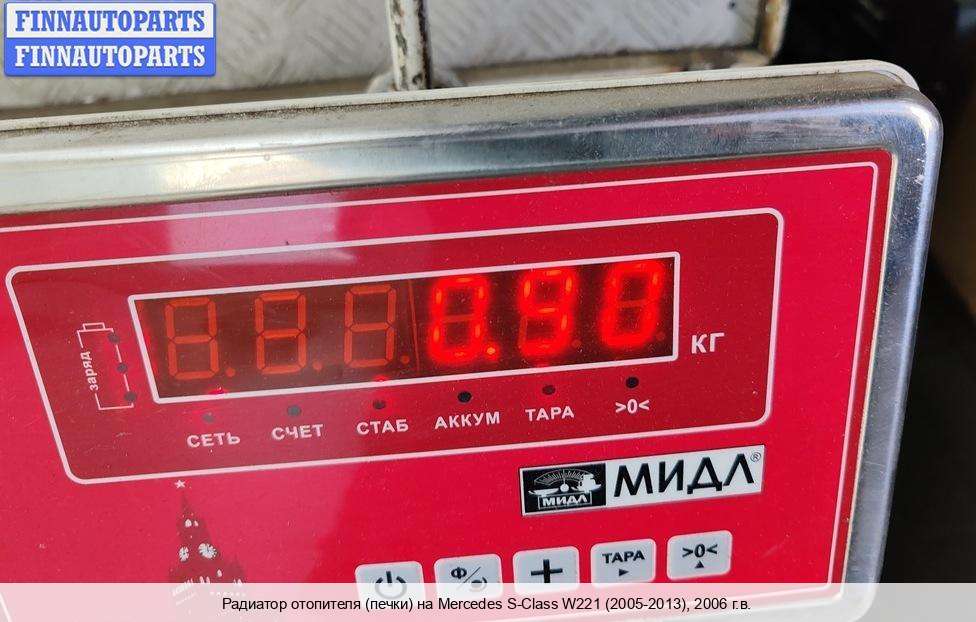 FINNAUTOPARTS
FINNAUTOPARTS
0.90
КГ
заряд
СЕТЬ СЧЕТ СТАБ АККУМ ТАРА >0<
МИДЛ МИДЛ®
Ф + ТАРА >0<
Радиатор отопителя (печки) на Mercedes S-Class W221 (2005-2013), 2006 г.в.